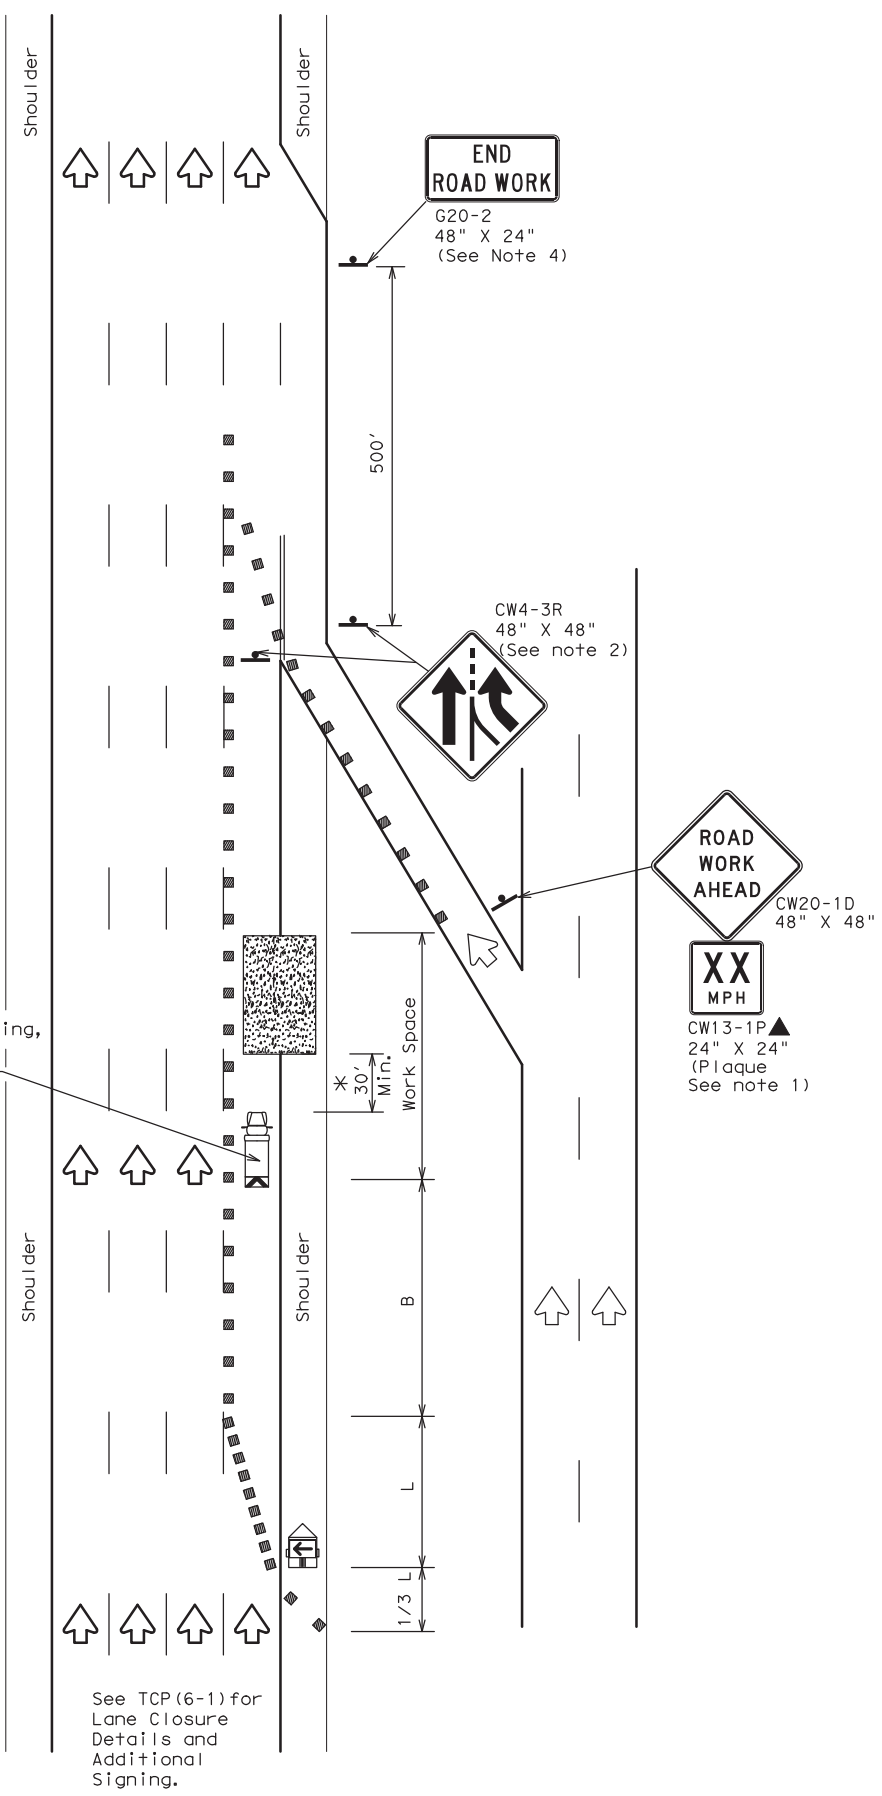 Shoulder
Shoulder
END
ROAD WORK
G20-2
48" X 24"
(See Note 4)
500'
CW4-3R
48" X 48"
(See note 2)
ROAD
WORK
AHEAD
CW20-1D
48" X 48"
XX
MPH
CW13-1P
24" X 24"
(Plaque
See note 1)
ing,
Work Space
* 30' Min.
Shoulder
Shoulder
B
L
1/3 L
See TCP(6-1)for
Lane Closure
Details and
Additional
Signing.